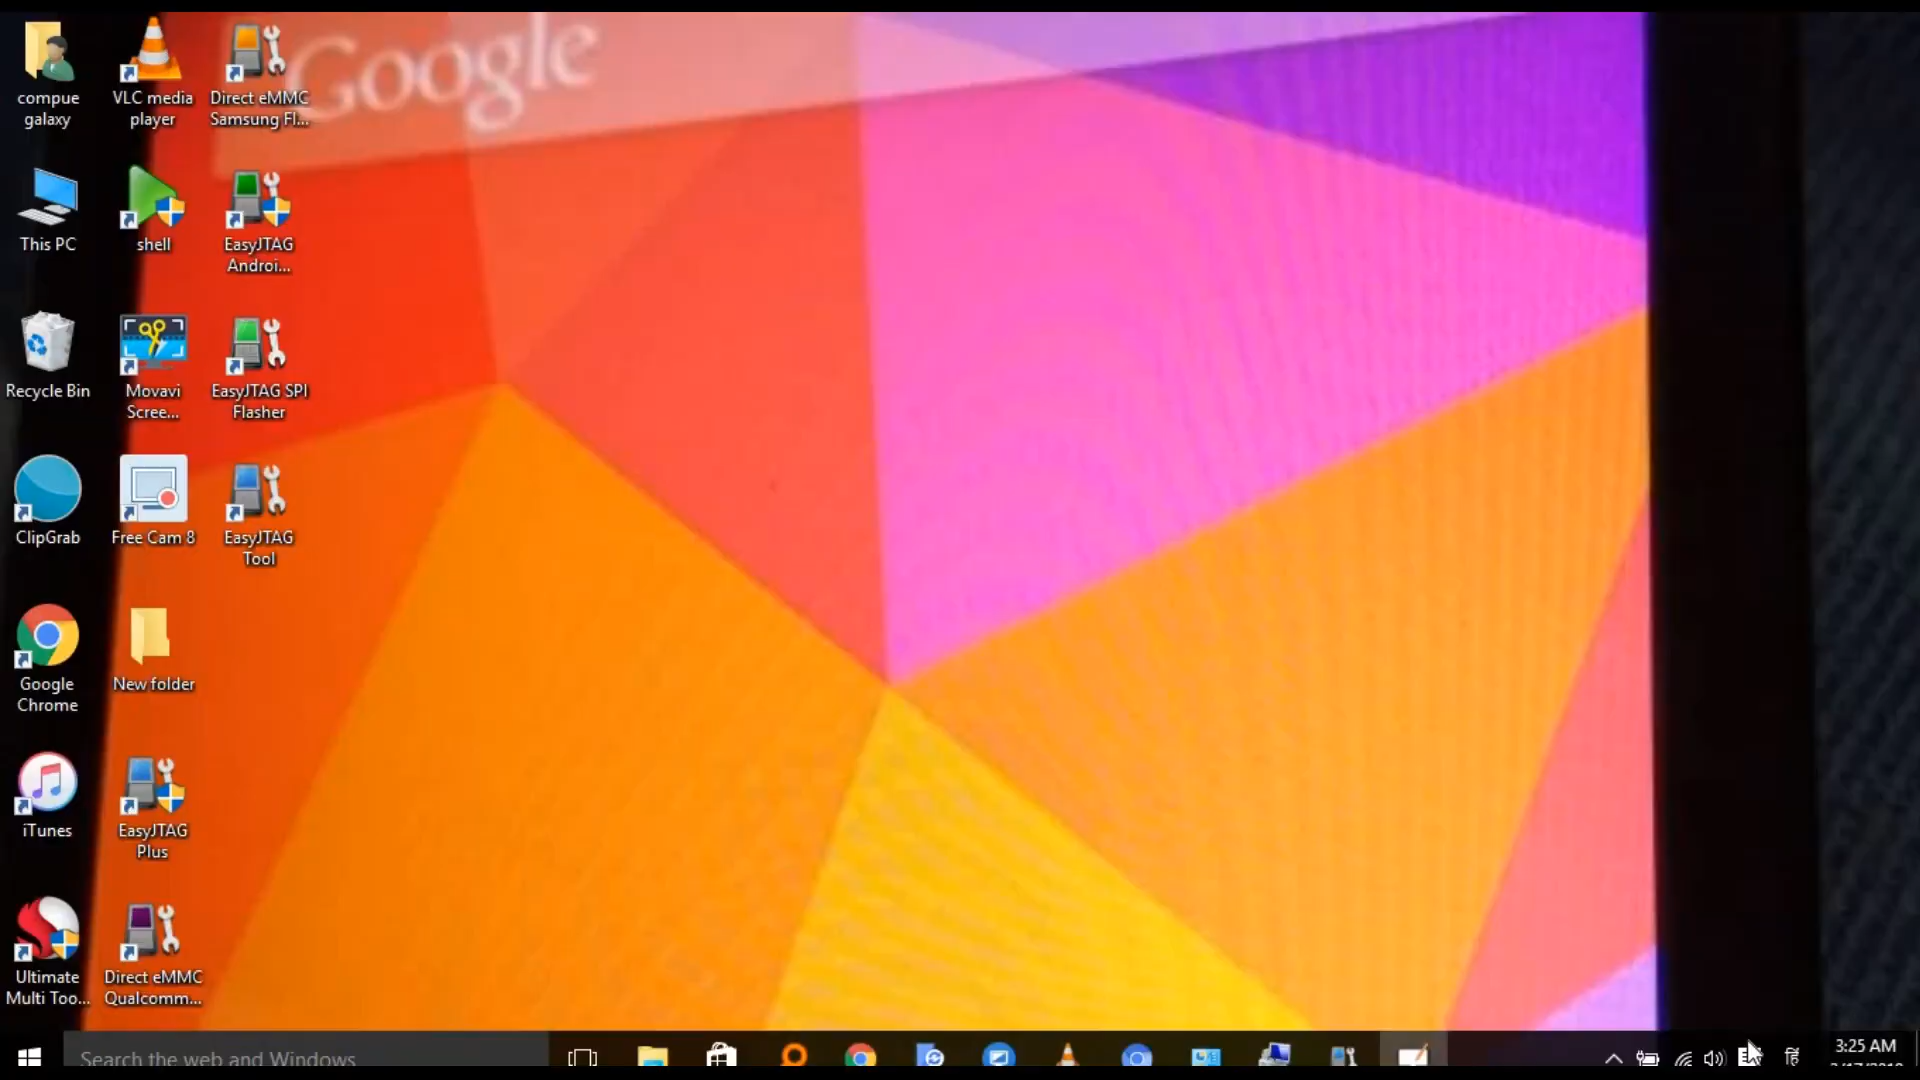 Google
compue
galaxy
VLC media
player
Direct eMMC
Samsung Fl...
This PC
shell
EasyJTAG
Androi...
Recycle Bin
Movavi
Scree...
EasyJTAG SPI
Flasher
ClipGrab
Free Cam 8
EasyJTAG
Tool
Google
Chrome
New folder
iTunes
EasyJTAG
Plus
Ultimate
Multi Too...
Direct eMMC
Qualcomm...
Search the web and Windows
हि
3:25 AM